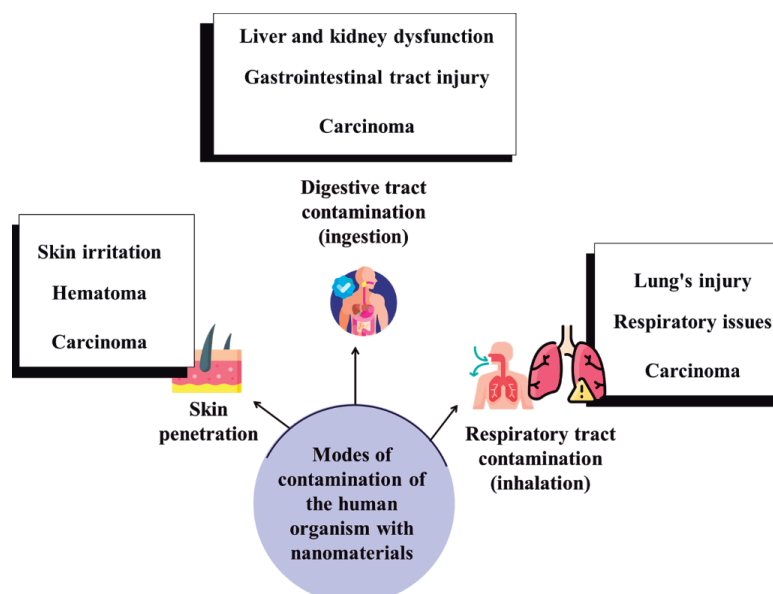 Liver and kidney dysfunction
Gastrointestinal tract injury
Carcinoma
Digestive tract
contamination
(ingestion)
Skin irritation
Hematoma
Carcinoma
Skin
penetration
Lung's injury
Respiratory issues
Carcinoma
Respiratory tract
contamination
(inhalation)
Modes of
contamination of
the human
organism with
nanomaterials